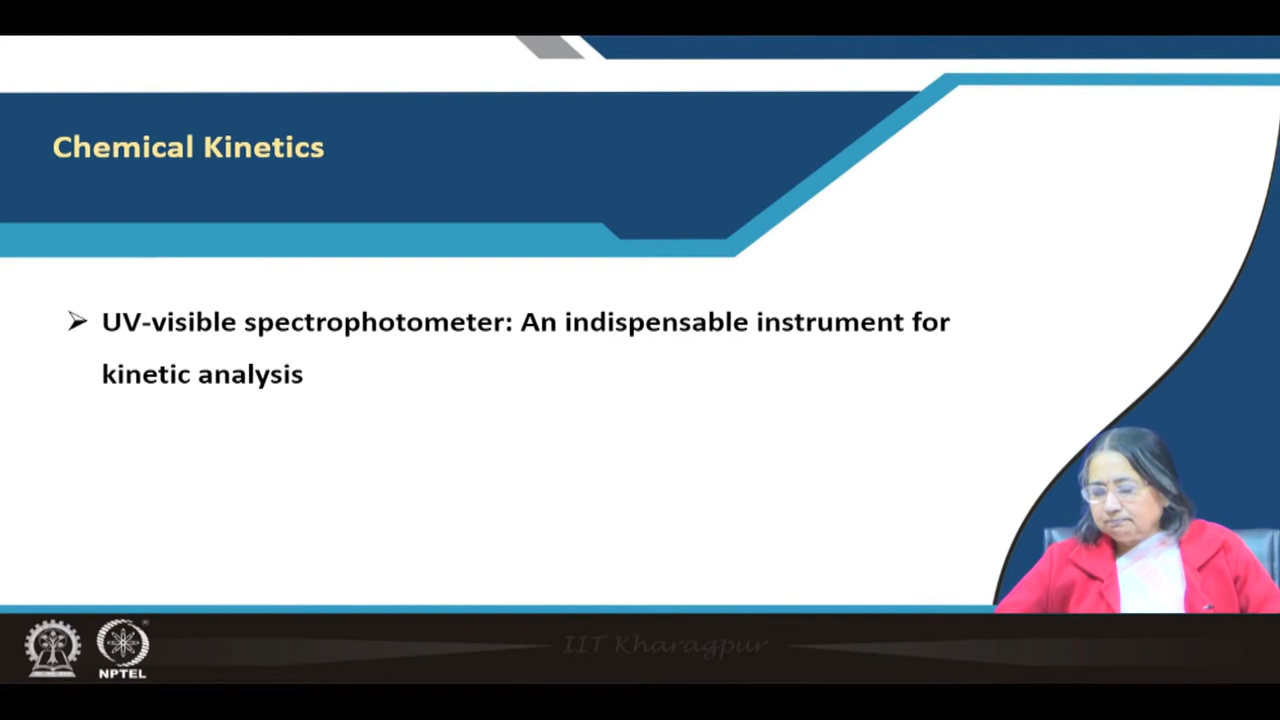 Chemical Kinetics
➢ UV-visible spectrophotometer: An indispensable instrument for
kinetic analysis
IIT Kharagpur
NPTEL